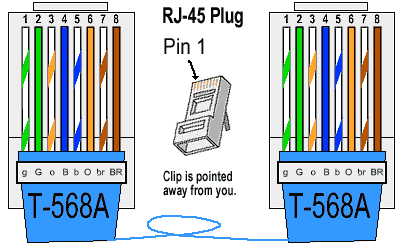 1 2 3 4 5 6 7 8
g G o B b O br BR
T-568A
RJ-45 Plug
Pin 1
Clip is pointed
away from you.
1 2 3 4 5 6 7 8
g G o B b O br BR
T-568A